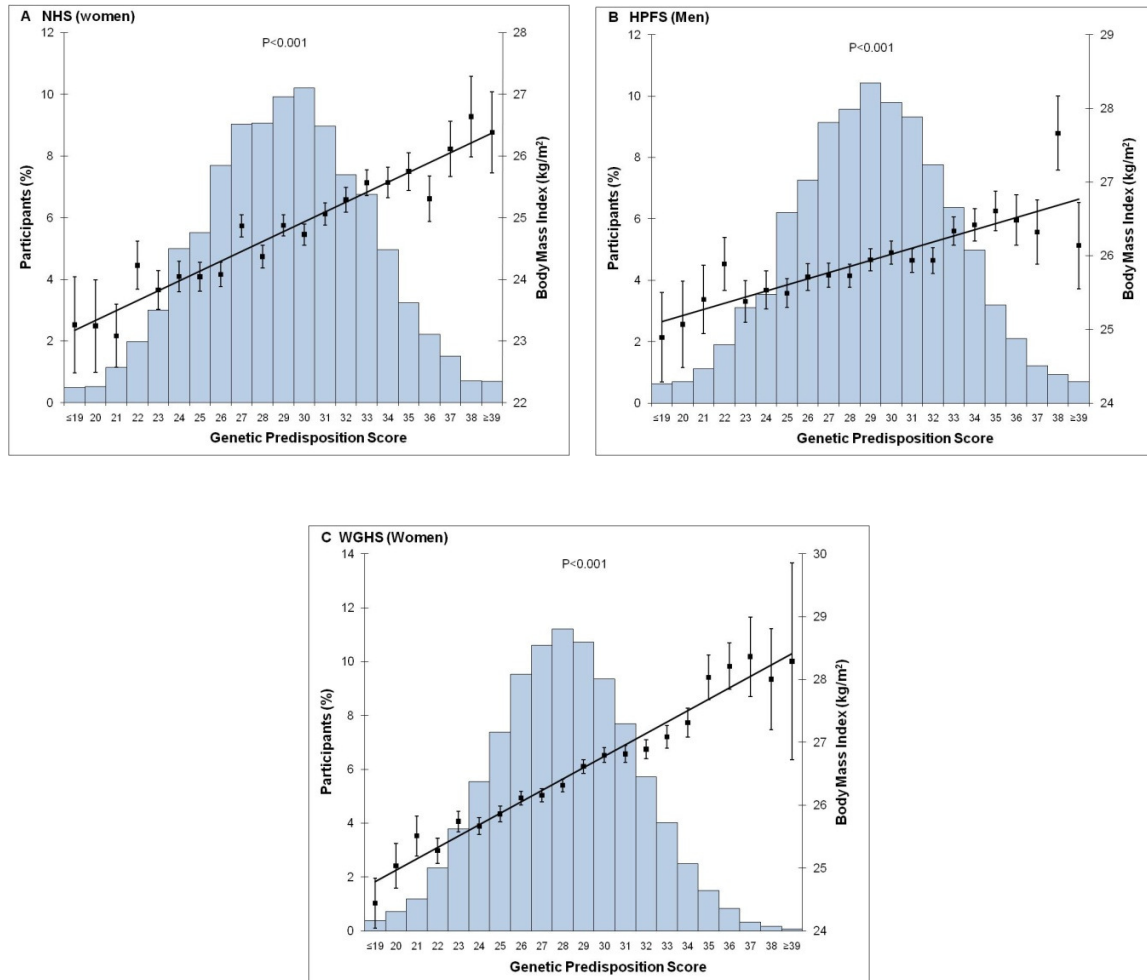 A NHS (women)
P<0.001
12
10
8
6
4
2
0
Participants (%)
28
27
26
25
24
23
22
Body Mass Index (kg/m²)
≤19 20 21 22 23 24 25 26 27 28 29 30 31 32 33 34 35 36 37 38 ≥39
Genetic Predisposition Score
B HPFS (Men)
P<0.001
12
10
8
6
4
2
0
Participants (%)
29
28
27
26
25
24
Body Mass Index (kg/m²)
≤19 20 21 22 23 24 25 26 27 28 29 30 31 32 33 34 35 36 37 38 ≥39
Genetic Predisposition Score
C WGHS (Women)
P<0.001
14
12
10
8
6
4
2
0
Participants (%)
30
29
28
27
26
25
24
Body Mass Index (kg/m²)
≤19 20 21 22 23 24 25 26 27 28 29 30 31 32 33 34 35 36 37 38 ≥39
Genetic Predisposition Score